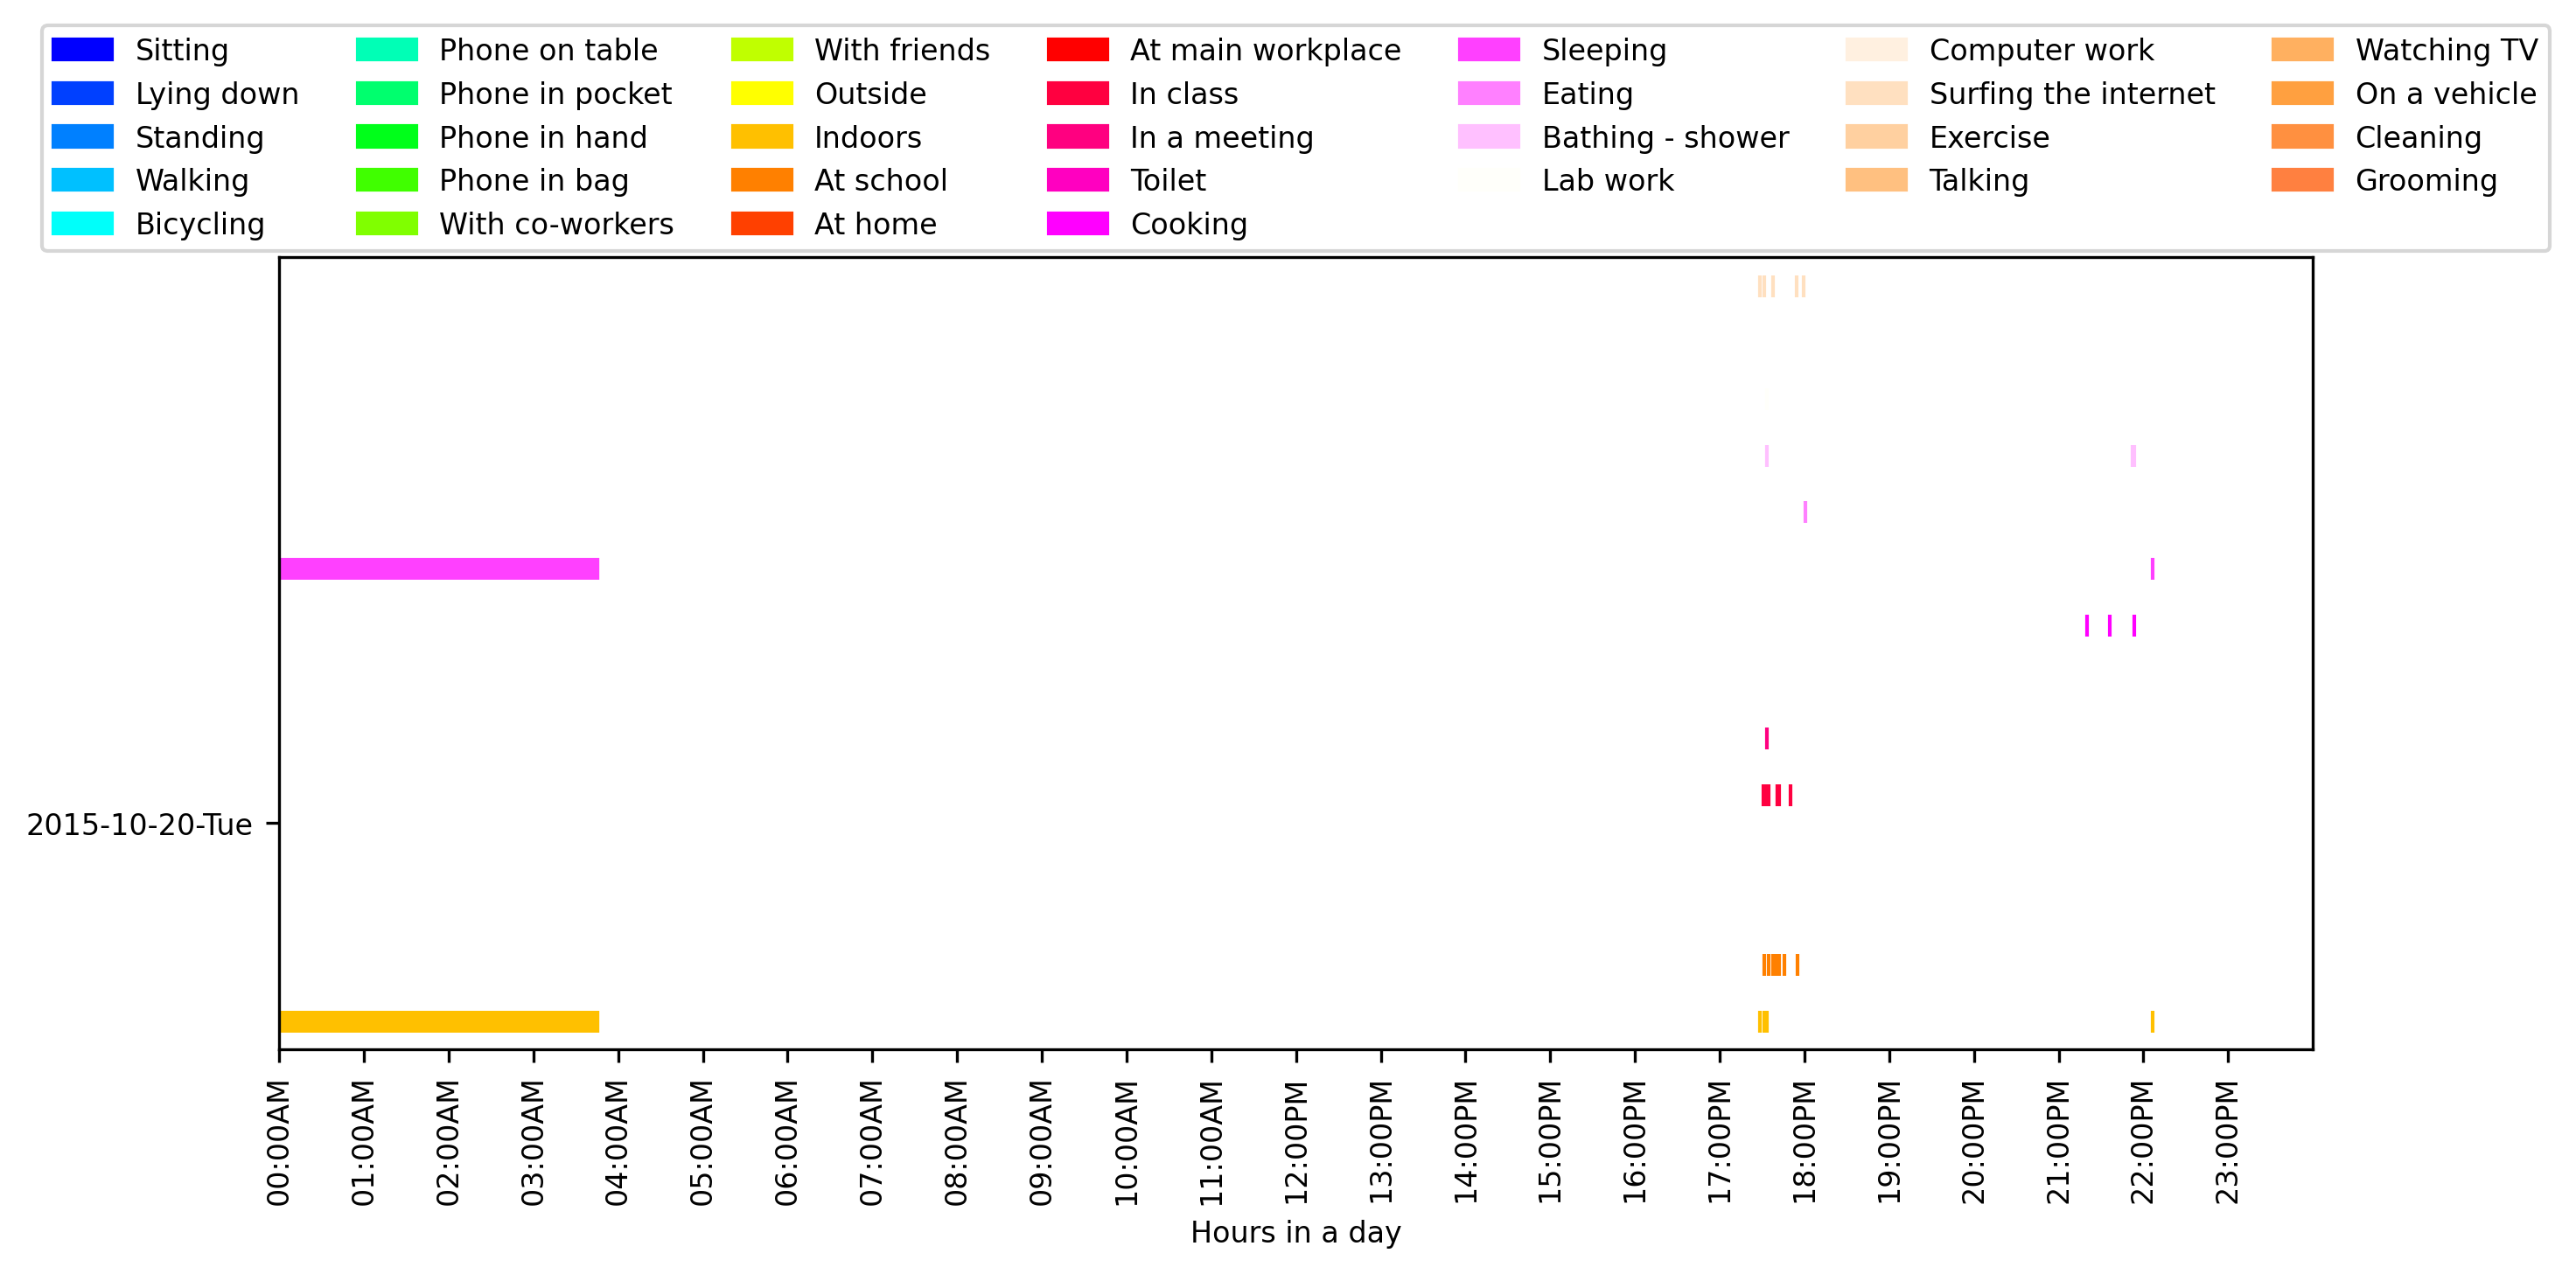 Sitting
Lying down
Standing
Walking
Bicycling
Phone on table
Phone in pocket
Phone in hand
Phone in bag
With co-workers
With friends
Outside
Indoors
At school
At home
At main workplace
In class
In a meeting
Toilet
Cooking
Sleeping
Eating
Bathing - shower
Lab work
Computer work
Surfing the internet
Exercise
Talking
Watching TV
On a vehicle
Cleaning
Grooming
2015-10-20-Tue
00:00AM
01:00AM
02:00AM
03:00AM
04:00AM
05:00AM
06:00AM
07:00AM
08:00AM
09:00AM
10:00AM
11:00AM
12:00PM
13:00PM
14:00PM
15:00PM
16:00PM
17:00PM
18:00PM
19:00PM
20:00PM
21:00PM
22:00PM
23:00PM
Hours in a day